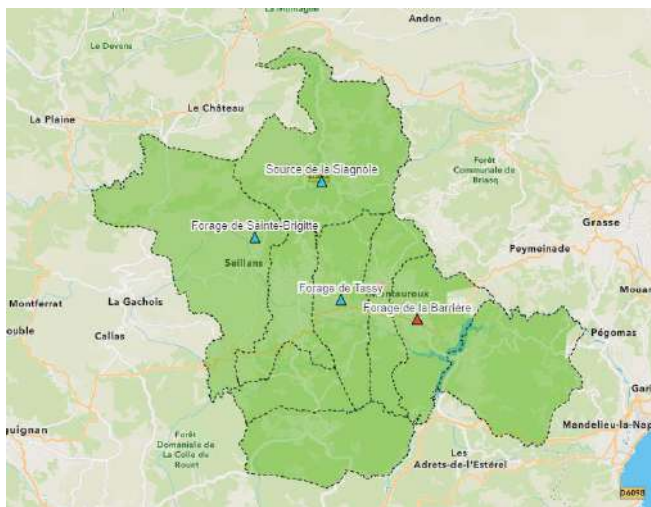 Andon
Le Devens
Le Château
La Plaine
Source de la Siagnole
Forêt
Communale de
Briasq
Grasse
Forage de Sainte-Brigitte
Seillans
Peymeinade
Forage de Tassy
Montferrat
La Gachois
Forage de la Barrière
Callas
Pégomas
Mandelieu-la-Nap
Forêt
Domaniale de
La Colle du
Rouet
Les
Adrets-de-l'Estérel
D6098